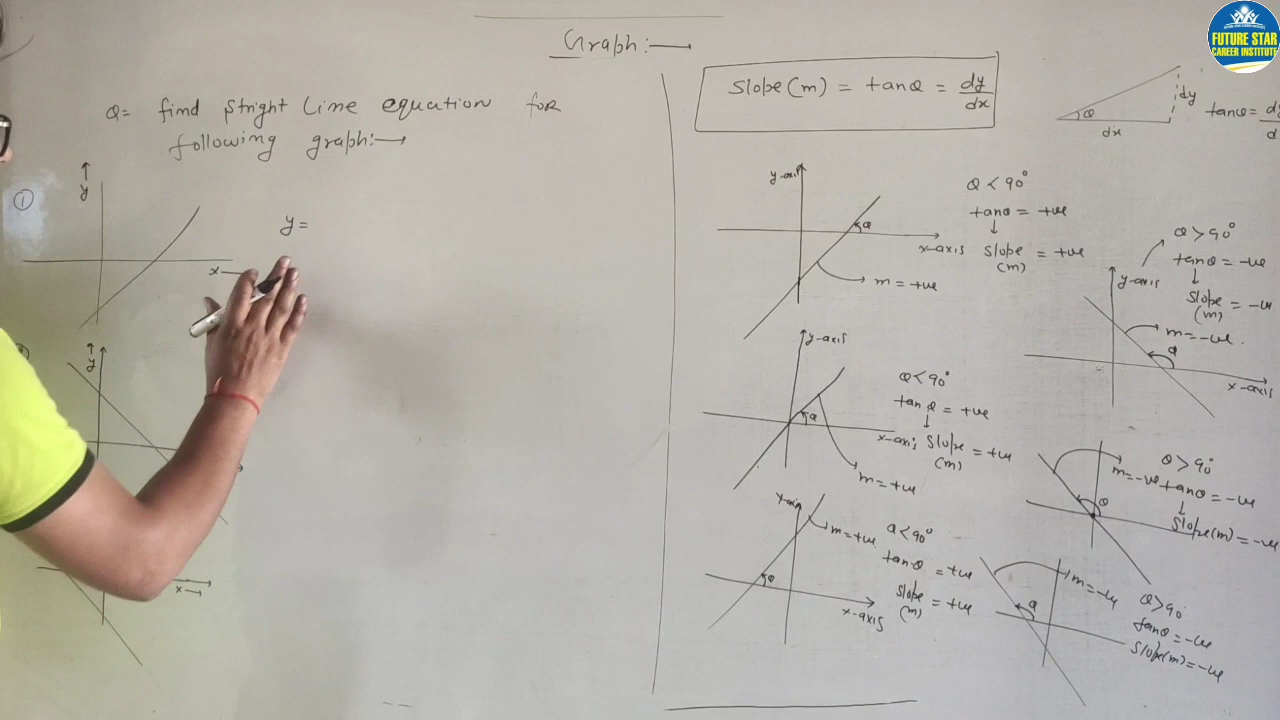 Graph:→
FUTURE STAR
CAREER INSTITUTE
Q= find Stright Line equation for
following graph:→
①
y
x
y =
y
x→
Slope(m) = tanθ = dy/dx
θ
dy
dx
tanθ=
y-axis
θ
x-axis
m = +ve
θ < 90°
tanθ = +ve
↓
Slope = +ve
(m)
y-axis
θ
x-axis
m = +ve
θ < 90°
tanθ = +ve
↓
Slope = +ve
(m)
θ
x-axis
m = +ve
θ < 90°
tanθ = +ve
Slope = +ve
(m)
θ > 90°
tanθ = -ve
↓
Slope = -ve
(m)
y-axis
m = -ve.
θ
x-axis
θ > 90°
m = -ve
tanθ = -ve
↓
Slope(m) = -ve
θ
m = -ve
θ
θ > 90
tanθ = -ve
Slope(m) = -ve